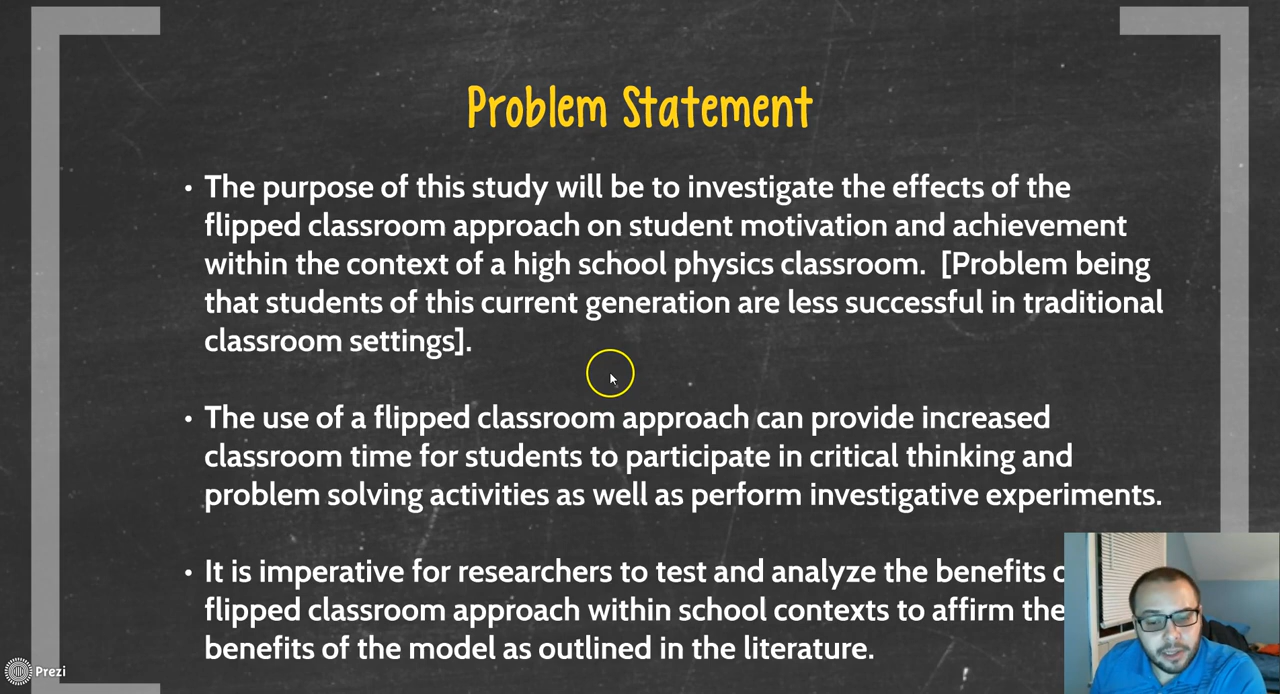 Problem Statement
• The purpose of this study will be to investigate the effects of the
flipped classroom approach on student motivation and achievement
within the context of a high school physics classroom. [Problem being
that students of this current generation are less successful in traditional
classroom settings].
• The use of a flipped classroom approach can provide increased
classroom time for students to participate in critical thinking and
problem solving activities as well as perform investigative experiments.
• It is imperative for researchers to test and analyze the benefits
flipped classroom approach within school contexts to affirm the
benefits of the model as outlined in the literature.
Prezi